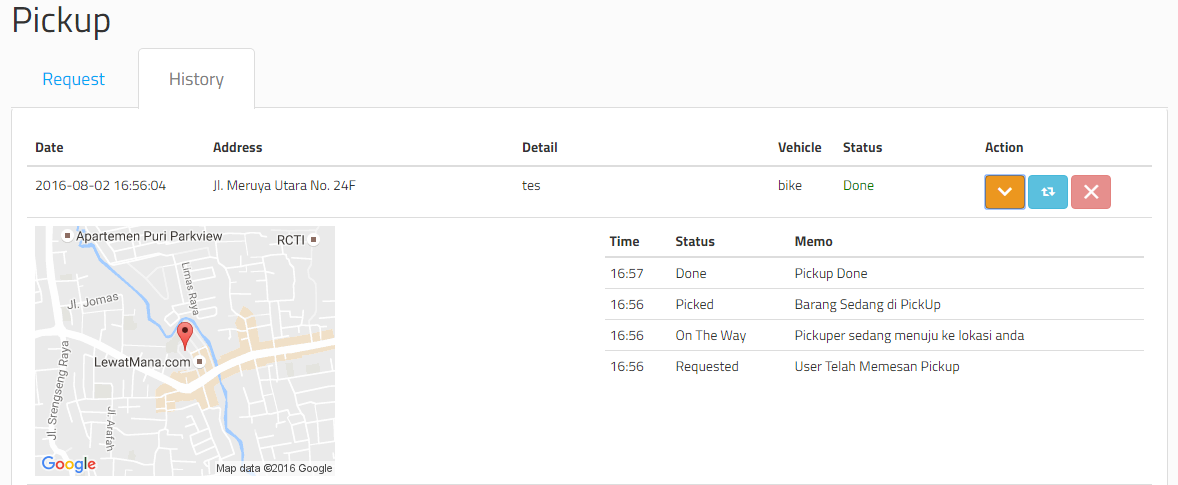 Pickup
Request
History
Date Address Detail Vehicle Status Action
2016-08-02 16:56:04 Jl. Meruya Utara No. 24F tes bike Done
Apartemen Puri Parkview
RCTI
Limas Raya
Jl. Jomas
LewatMana.com
Jl. Srengseng Raya
Jl. Arafah
Google
Map data ©2016 Google
Time Status Memo
16:57 Done Pickup Done
16:56 Picked Barang Sedang di PickUp
16:56 On The Way Pickuper sedang menuju ke lokasi anda
16:56 Requested User Telah Memesan Pickup